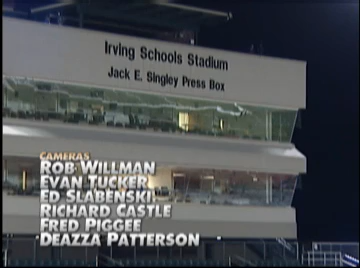 Irving Schools Stadium
Jack E. Singley Press Box
CAMERAS
ROB WILLMAN
EVAN TUCKER
ED SLABENSKI
RICHARD CASTLE
FRED PIGGEE
DEAZZA PATTERSON